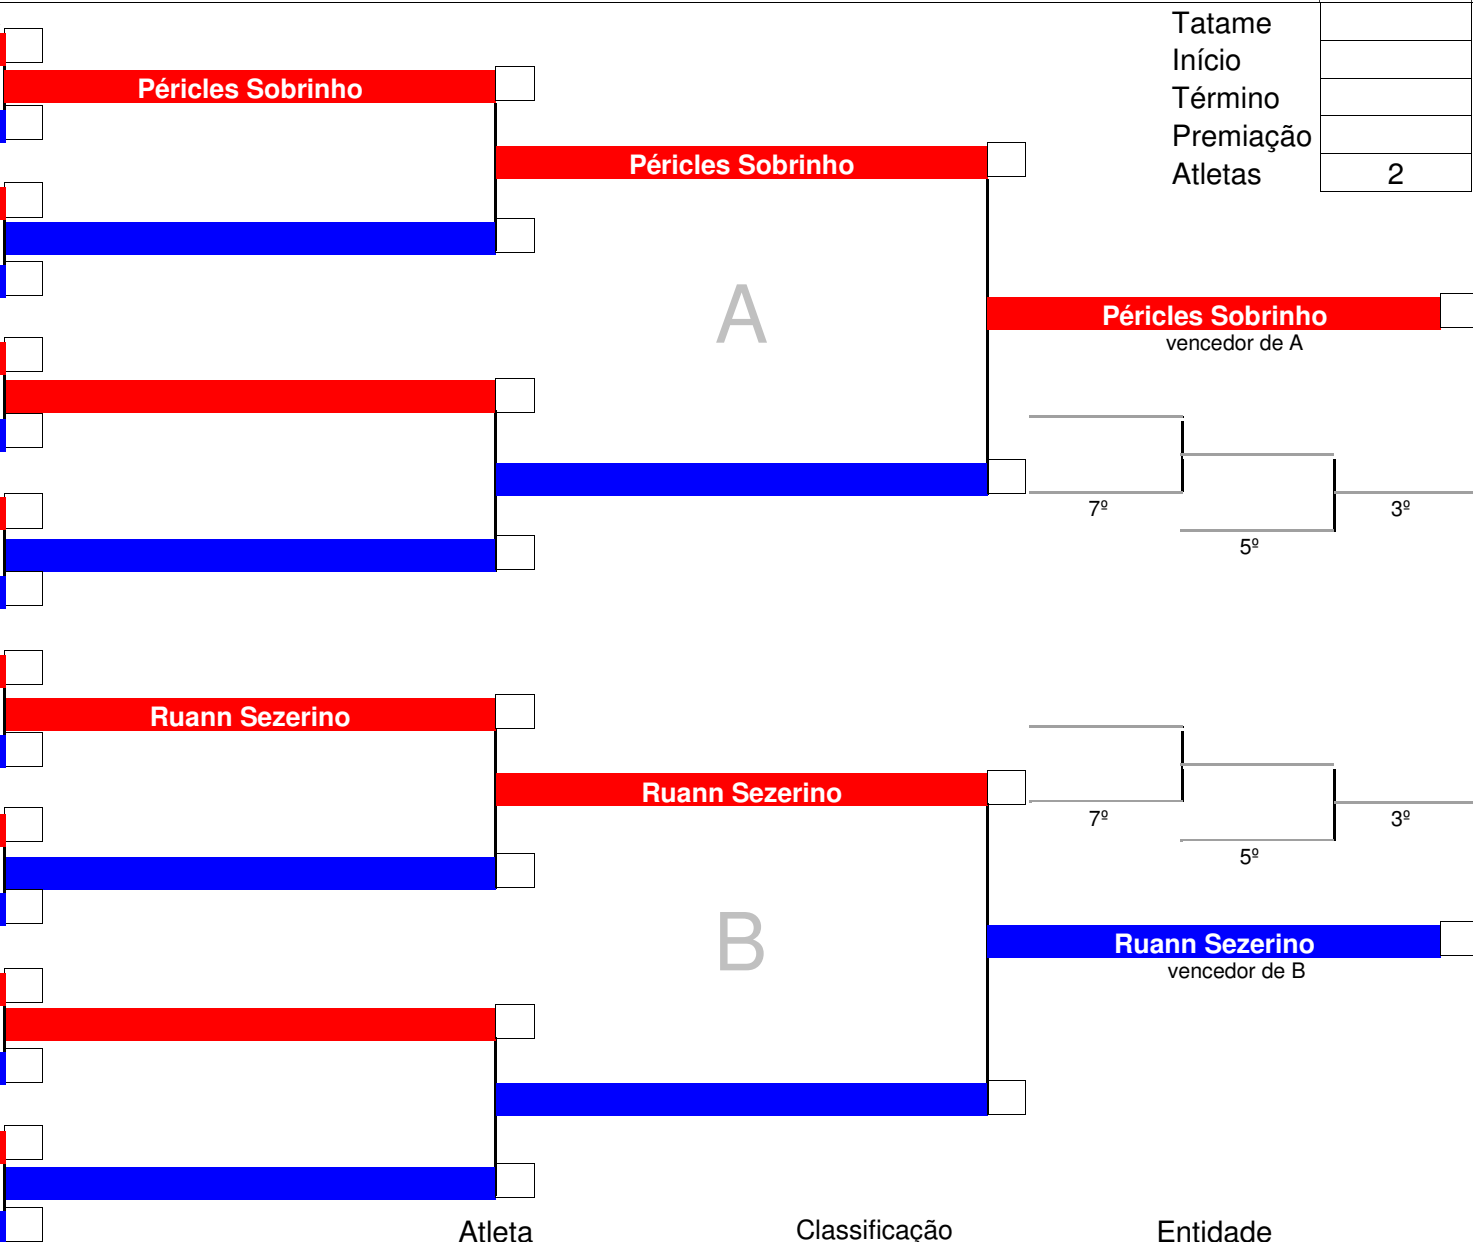 Tatame
Início
Término
Premiação
Atletas 2
Péricles Sobrinho
Péricles Sobrinho
A
Péricles Sobrinho
vencedor de A
7º
3º
5º
Ruann Sezerino
Ruann Sezerino
7º
3º
5º
B
Ruann Sezerino
vencedor de B
Atleta Classificação Entidade